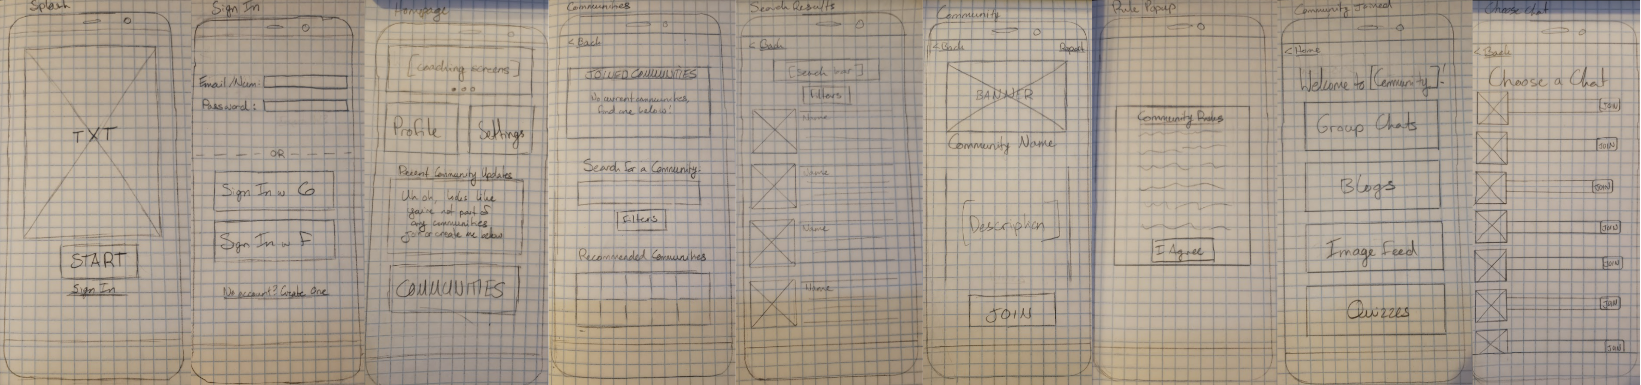 Splash
TXT
START
Sign In
Sign In
Email/Num:
Password:
OR
Sign In w G
Sign In w F
No account? Create One
Homepage
[coaching screens]
Profile
Settings
Recent Community Updates
Uh oh, looks like
you're not part of
any communities
Join or create one below
COMMUNITIES
Communities
< Back
JOINED COMMUNITIES
No current communities,
find one below!
Search For a Community:
Filters
Recommended Communities
Search Results
< Back
[Search bar]
Filters
Name
Name
Name
Name
Community
< Back
Report
BANNER
Community Name
[Description]
JOIN
Rule Popup
Community Rules
I Agree
Community Joined
< Home
Welcome to [Community]!
Group Chats
Blogs
Image Feed
Quizzes
Choose Chat
< Back
Choose a Chat
JOIN
JOIN
JOIN
JOIN
JOIN
JOIN
JOIN